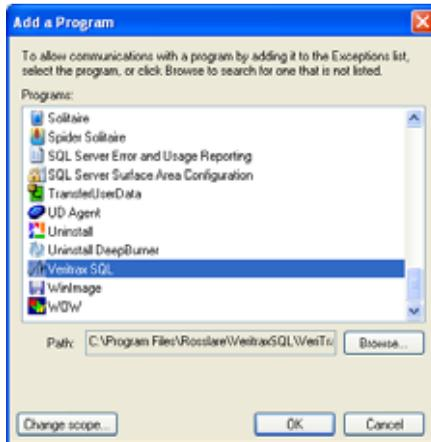 Add a Program
To allow communications with a program by adding it to the Exceptions list,
select the program, or click Browse to search for one that is not listed.
Programs:
Solitaire
Spider Solitaire
SQL Server Error and Usage Reporting
SQL Server Surface Area Configuration
TransferUserData
UD Agent
Uninstall
Uninstall DeepBurner
Veritrax SQL
WinImage
WOW
Path: C:\Program Files\Rosslare\VeritraxSQL\VeriTra Browse...
Change scope... OK Cancel